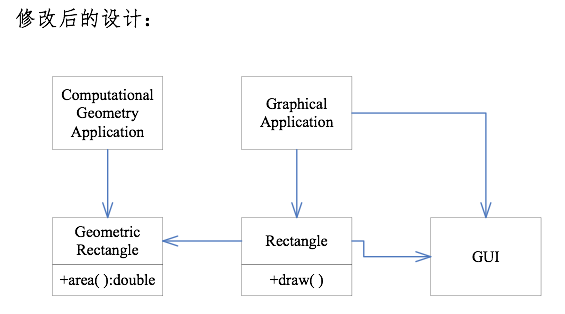 修改后的设计：
Computational
Geometry
Application
Graphical
Application
Geometric
Rectangle
+area( ):double
Rectangle
+draw( )
GUI